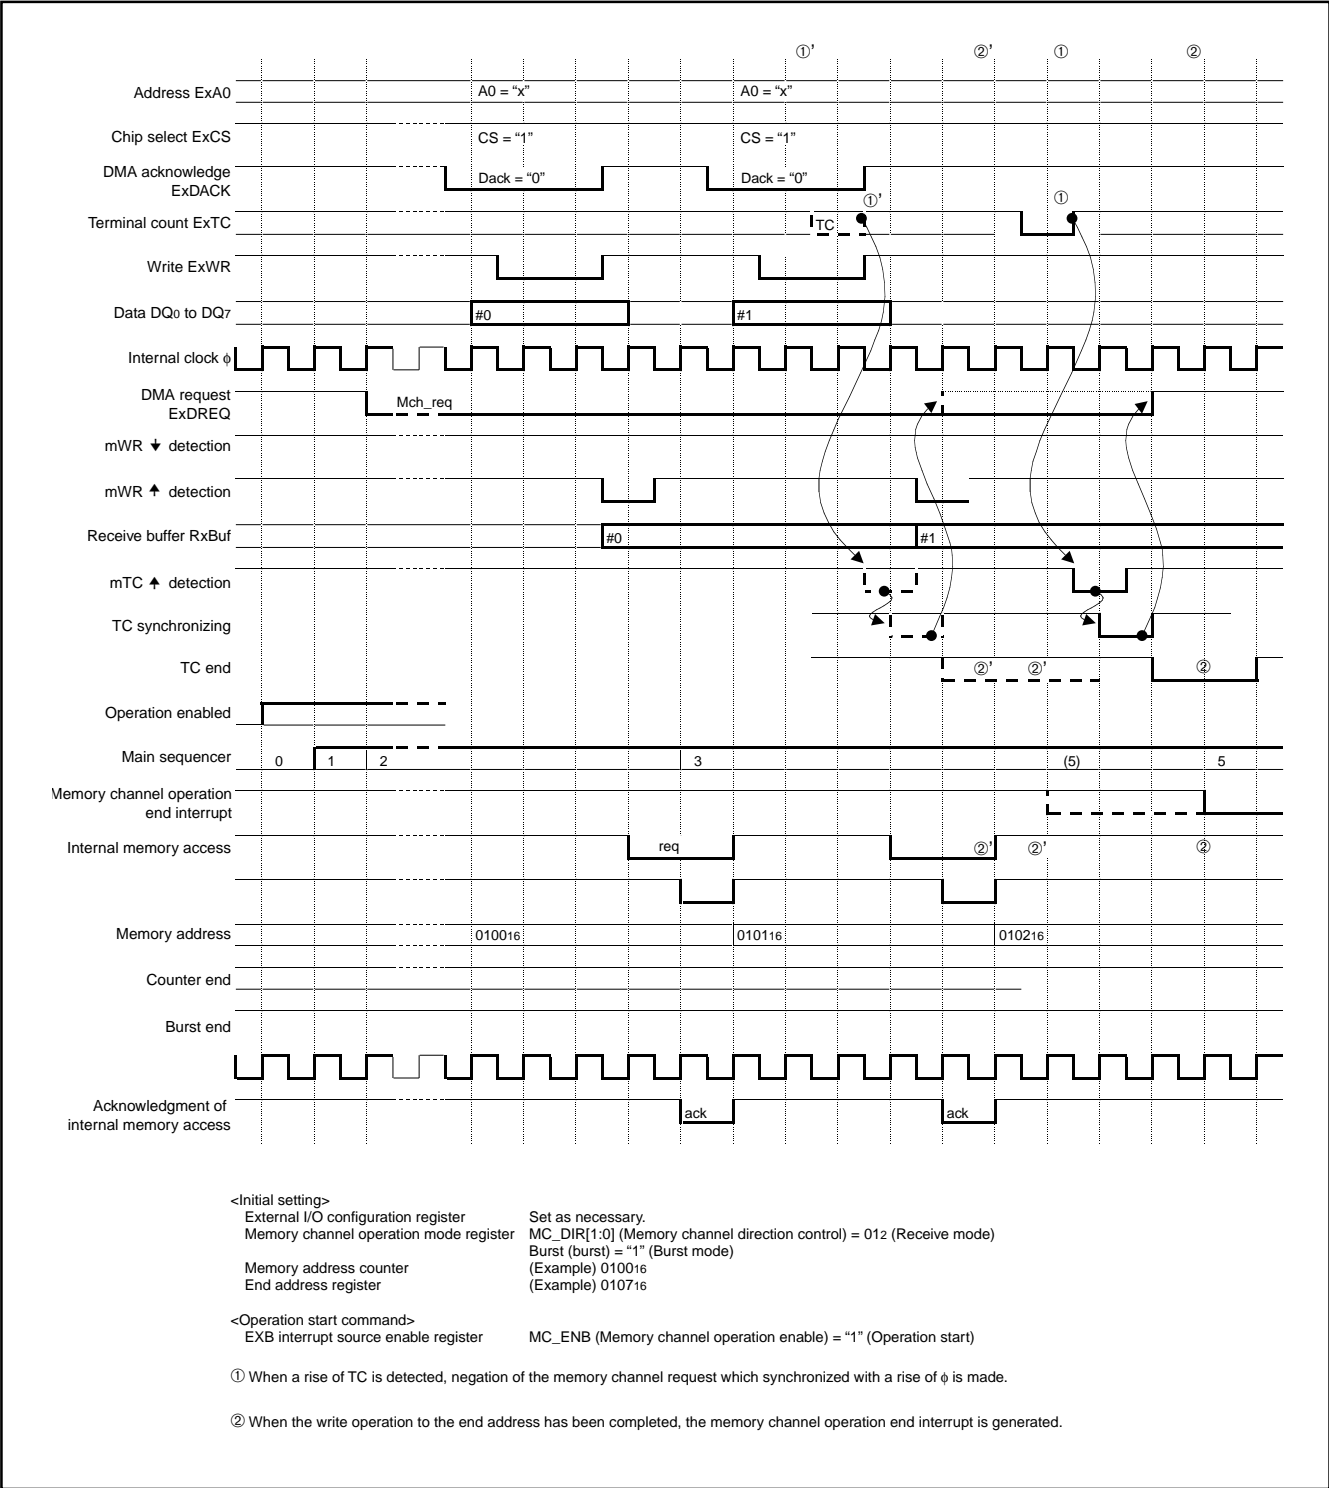 ①’ ②’ ① ②
Address ExA0 A0 = “x” A0 = “x”
Chip select ExCS CS = “1” CS = “1”
DMA acknowledge
ExDACK Dack = “0” Dack = “0”
①’ ①
Terminal count ExTC TC
Write ExWR
Data DQ0 to DQ7 #0 #1
Internal clock ϕ
DMA request
ExDREQ Mch_req
mWR ↓ detection
mWR ↑ detection
Receive buffer RxBuf #0 #1
mTC ↑ detection
TC synchronizing
TC end ②’ ②’ ②
Operation enabled
Main sequencer 0 1 2 3 (5) 5
Memory channel operation
end interrupt
Internal memory access req ②’ ②’ ②
Memory address 010016 010116 010216
Counter end
Burst end
Acknowledgment of
internal memory access ack ack
<Initial setting>
External I/O configuration register Set as necessary.
Memory channel operation mode register MC_DIR[1:0] (Memory channel direction control) = 012 (Receive mode)
Burst (burst) = “1” (Burst mode)
Memory address counter (Example) 010016
End address register (Example) 010716
<Operation start command>
EXB interrupt source enable register MC_ENB (Memory channel operation enable) = “1” (Operation start)
① When a rise of TC is detected, negation of the memory channel request which synchronized with a rise of ϕ is made.
② When the write operation to the end address has been completed, the memory channel operation end interrupt is generated.